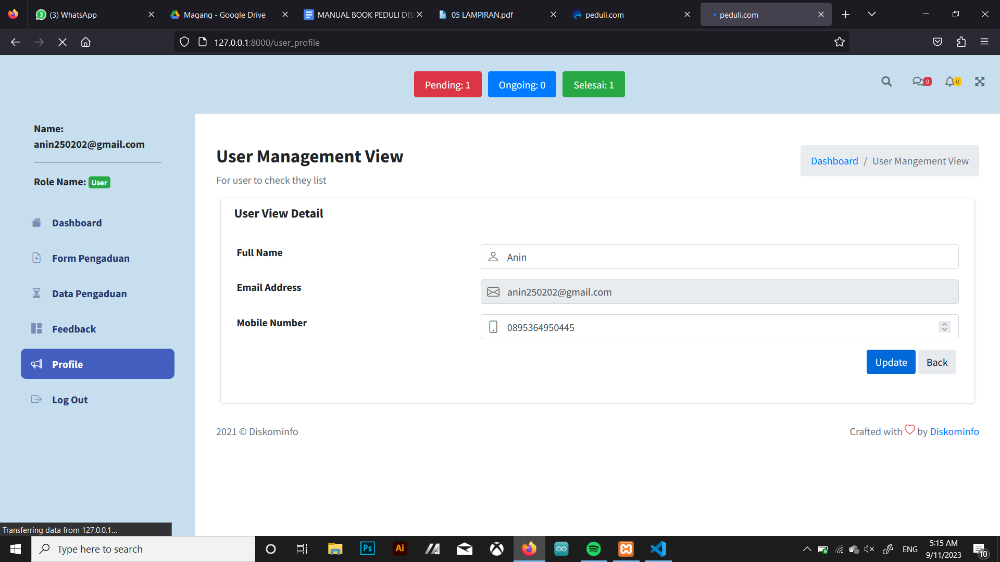 3 (3) WhatsApp
Magang - Google Drive
MANUAL BOOK PEDULI DIS
05 LAMPIRAN.pdf
peduli.com
peduli.com
127.0.0.1:8000/user_profile
Pending: 1
Ongoing: 0
Selesai: 1
0
0
Name:
anin250202@gmail.com
Role Name: User
Dashboard
Form Pengaduan
Data Pengaduan
Feedback
Profile
Log Out
User Management View
For user to check they list
Dashboard / User Mangement View
User View Detail
Full Name
Anin
Email Address
anin250202@gmail.com
Mobile Number
0895364950445
Update
Back
2021 © Diskominfo
Crafted with by Diskominfo
Transferring data from 127.0.0.1...
Type here to search
Ps
Ai
ENG
5:15 AM
9/11/2023
10